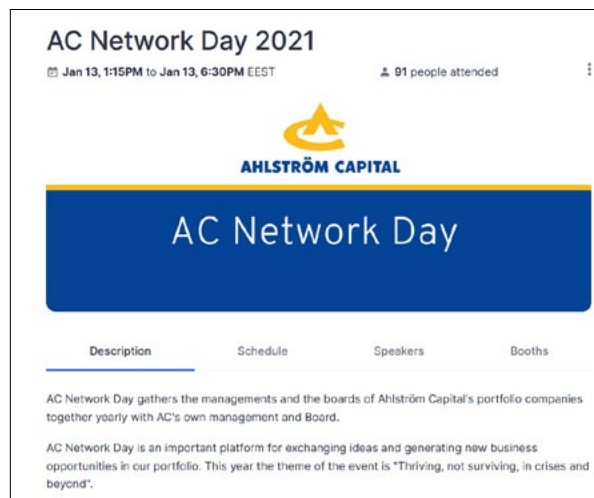 AC Network Day 2021
Jan 13, 1:15PM to Jan 13, 6:30PM EEST 91 people attended
AHLSTRÖM CAPITAL
AC Network Day
Description Schedule Speakers Booths
AC Network Day gathers the managements and the boards of Ahlström Capital's portfolio companies
together yearly with AC's own management and Board.
AC Network Day is an important platform for exchanging ideas and generating new business
opportunities in our portfolio. This year the theme of the event is "Thriving, not surviving, in crises and
beyond".